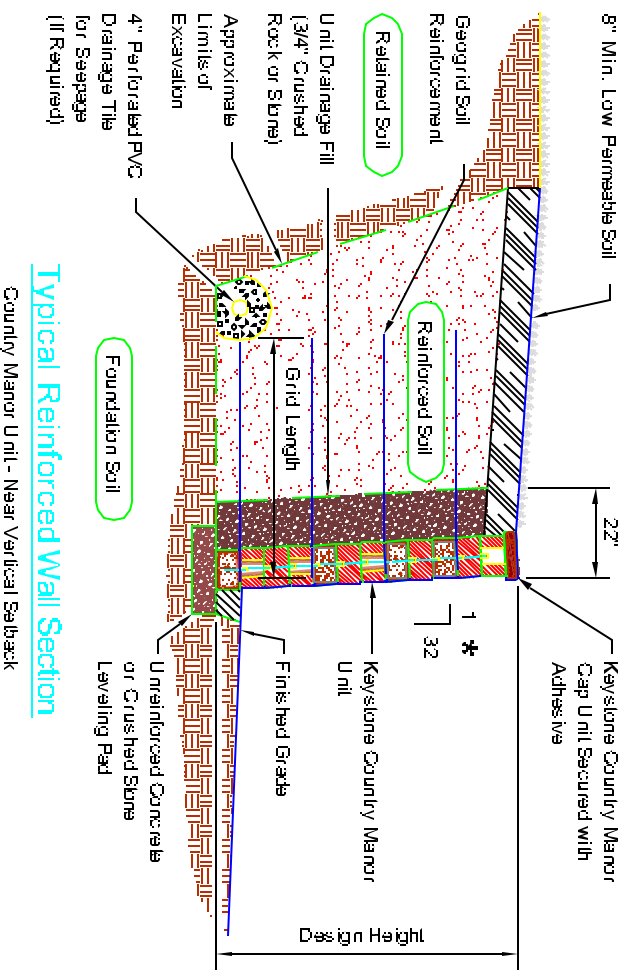 8" Min. Low Permeable Soil
22"
Keystone Country Manor
Cap Unit Secured with
Adhesive
Geogrid Soil
Reinforcement
Retained Soil
Reinforced Soil
1 *
32
Keystone Country Manor
Unit
Unit Drainage Fill
(3/4" Crushed
Rock or Stone)
Grid Length
Design Height
Approximate
Limits of
Excavation
Finished Grade
4" Perforated PVC
Drainage Tile
for Seepage
(If Required)
Foundation Soil
Unreinforced Concrete
or Crushed Stone
Leveling Pad
Typical Reinforced Wall Section
Country Manor Unit - Near Vertical Setback